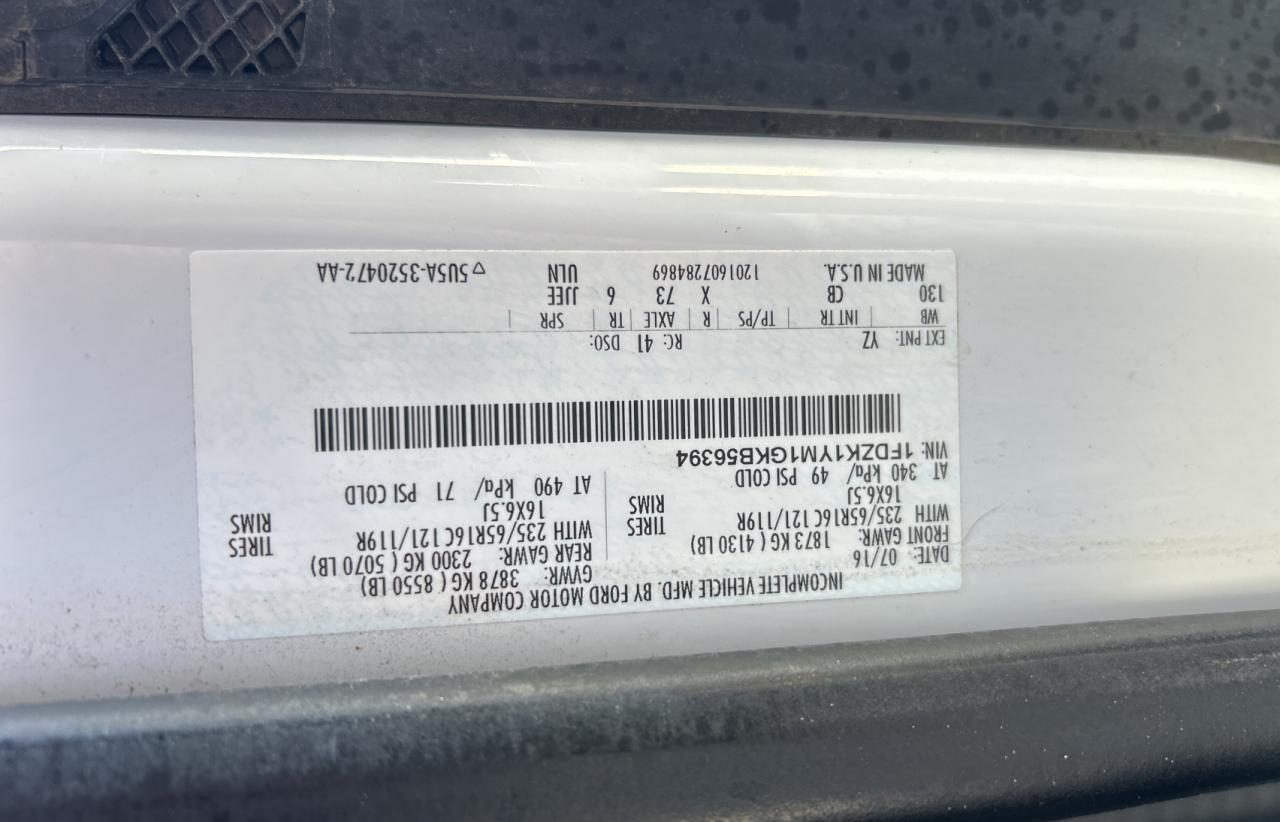 INCOMPLETE VEHICLE MFD. BY FORD MOTOR COMPANY
DATE: 07/16 GVWR: 3878 KG ( 8550 LB)
FRONT GAWR: 1873 KG ( 4130 LB) REAR GAWR: 2300 KG ( 5070 LB)
WITH 235/65R16C 121/119R TIRES WITH 235/65R16C 121/119R TIRES
16X6.5J RIMS 16X6.5J RIMS
AT 340 kPa/ 49 PSI COLD AT 490 kPa/ 71 PSI COLD
VIN: 1FDZK1YM1GKB56394
EXT PNT: YZ RC: 41 DSO:
WB INT TR TP/PS R AXLE TR SPR
130 CB X 73 6 JJEE
MADE IN U.S.A. 1201607284869 ULN ▽ 5U5A-3520472-AA